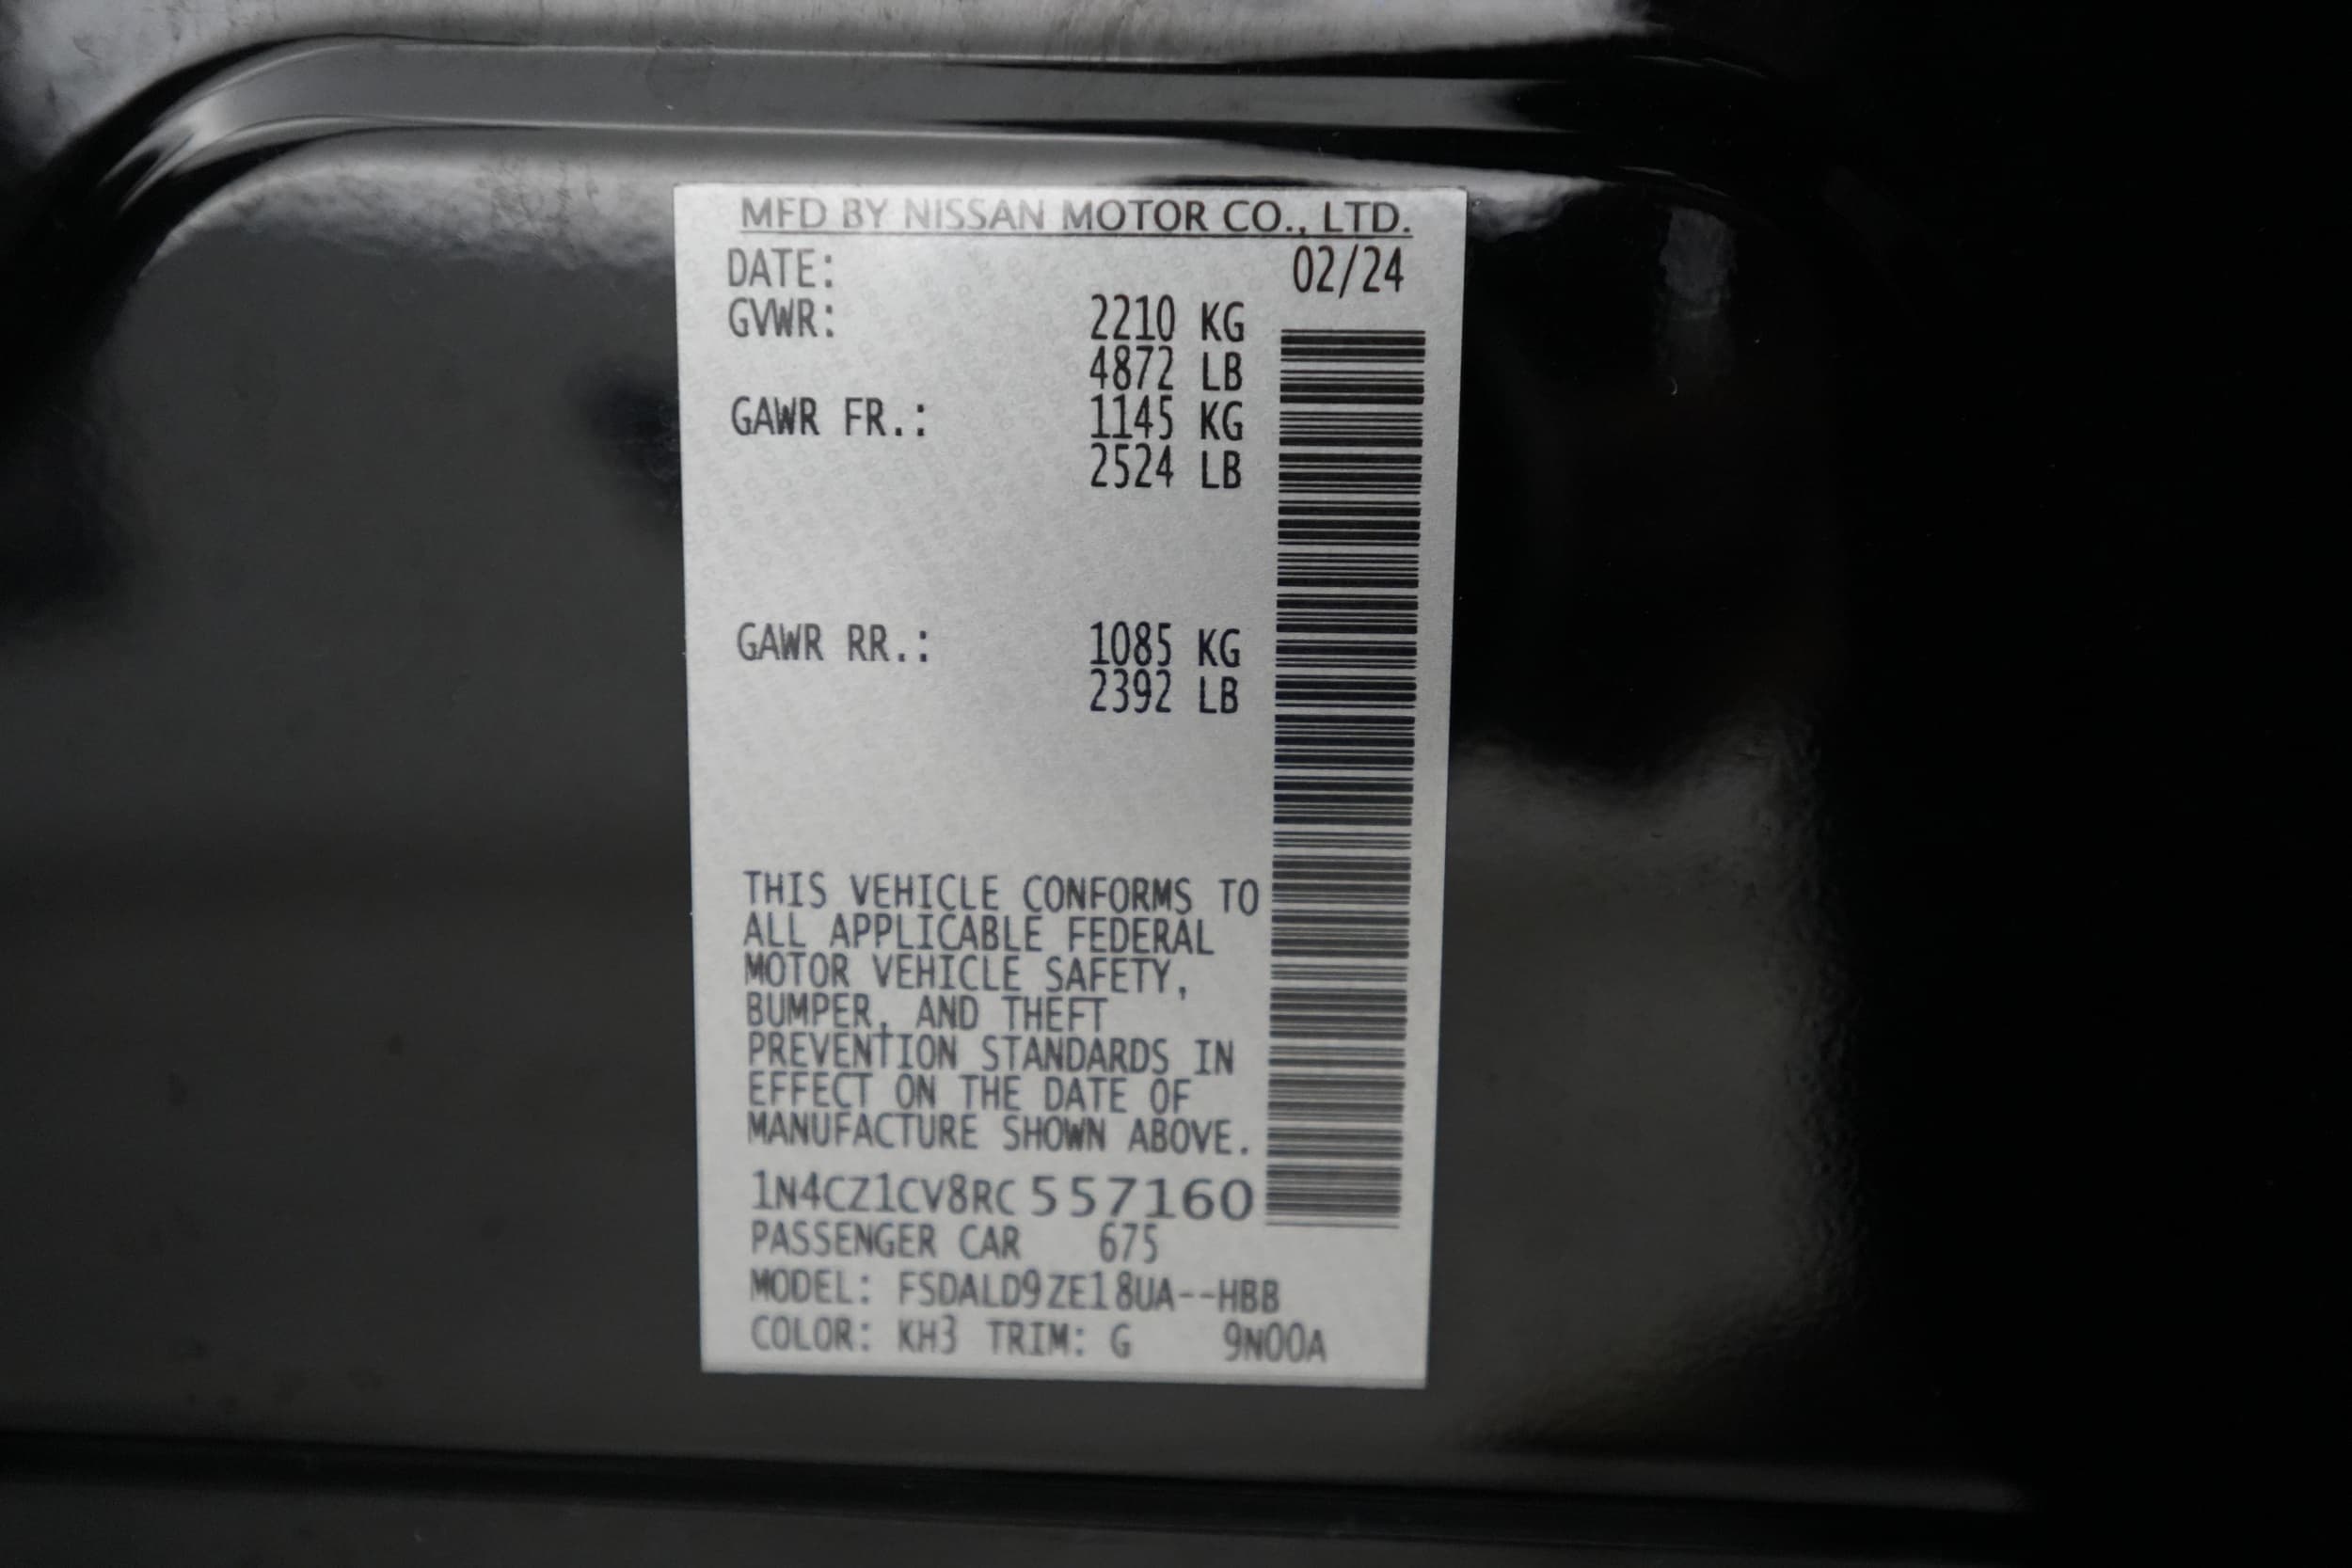 MFD BY NISSAN MOTOR CO., LTD.
DATE: 02/24
GVWR: 2210 KG
4872 LB
GAWR FR.: 1145 KG
2524 LB
GAWR RR.: 1085 KG
2392 LB
THIS VEHICLE CONFORMS TO
ALL APPLICABLE FEDERAL
MOTOR VEHICLE SAFETY,
BUMPER, AND THEFT
PREVENTION STANDARDS IN
EFFECT ON THE DATE OF
MANUFACTURE SHOWN ABOVE.
1N4CZ1CV8RC557160
PASSENGER CAR 675
MODEL: FSDALD9ZE18UA--HBB
COLOR: KH3 TRIM: G 9N00A